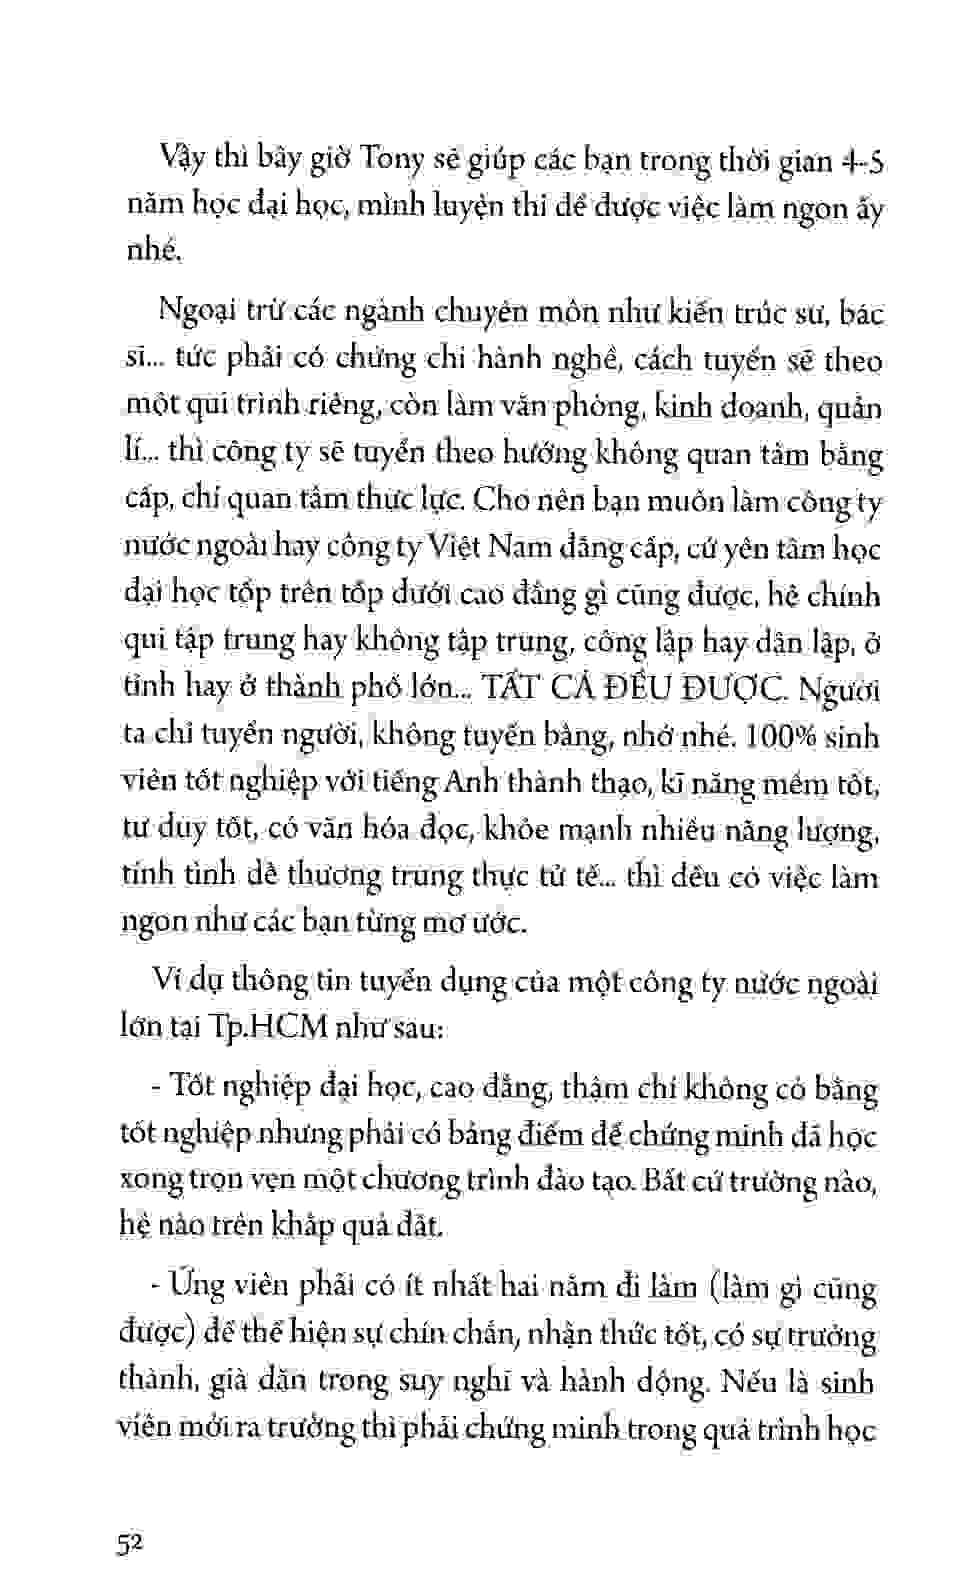 Vậy thì bây giờ Tony sẽ giúp các bạn trong thời gian 4-5
năm học đại học, mình luyện thi để được việc làm ngon ấy
nhé.
Ngoại trừ các ngành chuyên môn như kiến trúc sư, bác
sĩ... tức phải có chứng chỉ hành nghề, cách tuyển sẽ theo
một qui trình riêng, còn làm văn phòng, kinh doanh, quản
lí... thì công ty sẽ tuyển theo hướng không quan tâm bằng
cấp, chỉ quan tâm thực lực. Cho nên bạn muốn làm công ty
nước ngoài hay công ty Việt Nam đẳng cấp, cứ yên tâm học
đại học tốp trên tốp dưới cao đẳng gì cũng được, hệ chính
qui tập trung hay không tập trung, công lập hay dân lập, ở
tỉnh hay ở thành phố lớn... TẤT CẢ ĐỀU ĐƯỢC. Người
ta chỉ tuyển người, không tuyển bằng, nhớ nhé. 100% sinh
viên tốt nghiệp với tiếng Anh thành thạo, kĩ năng mềm tốt,
tư duy tốt, có văn hóa đọc, khỏe mạnh nhiều năng lượng,
tính tình dễ thương trung thực tử tế... thì đều có việc làm
ngon như các bạn từng mơ ước.
Ví dụ thông tin tuyển dụng của một công ty nước ngoài
lớn tại Tp.HCM như sau:
- Tốt nghiệp đại học, cao đẳng, thậm chí không có bằng
tốt nghiệp nhưng phải có bảng điểm để chứng minh đã học
xong trọn vẹn một chương trình đào tạo. Bất cứ trường nào,
hệ nào trên khắp quả đất.
- Ứng viên phải có ít nhất hai năm đi làm (làm gì cũng
được) để thể hiện sự chín chắn, nhận thức tốt, có sự trưởng
thành, già dặn trong suy nghĩ và hành động. Nếu là sinh
viên mới ra trường thì phải chứng minh trong quá trình học
52